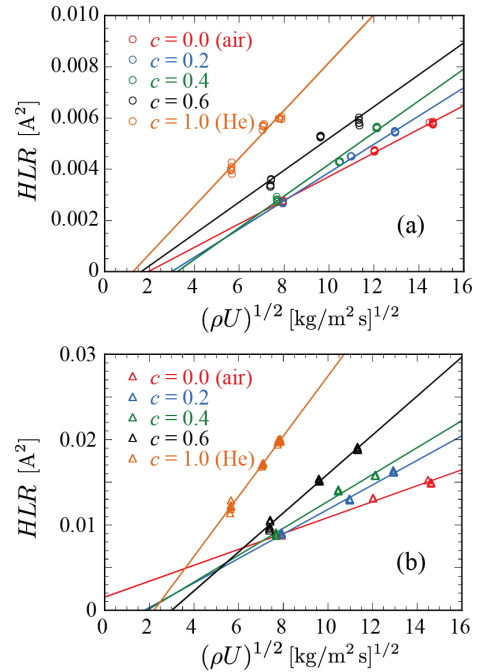 0.010
0.008
0.006
0.004
0.002
0
HLR [A²]
c = 0.0 (air)
c = 0.2
c = 0.4
c = 0.6
c = 1.0 (He)
(a)
0 2 4 6 8 10 12 14 16
(ρU)^1/2 [kg/m² s]^1/2
0.03
0.02
0.01
0
HLR [A²]
c = 0.0 (air)
c = 0.2
c = 0.4
c = 0.6
c = 1.0 (He)
(b)
0 2 4 6 8 10 12 14 16
(ρU)^1/2 [kg/m² s]^1/2